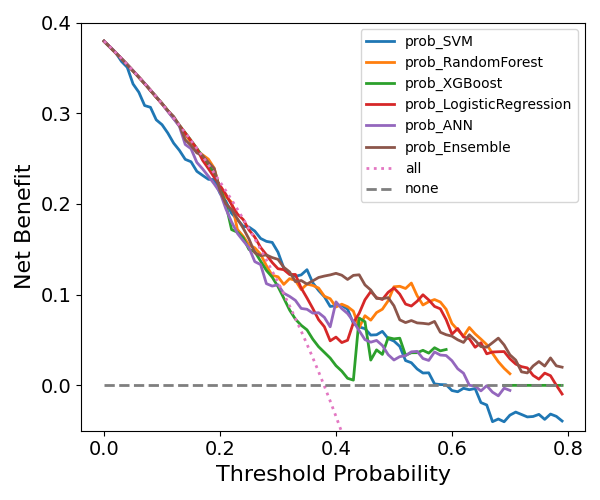 0.4
0.3
0.2
0.1
0.0
Net Benefit
prob_SVM
prob_RandomForest
prob_XGBoost
prob_LogisticRegression
prob_ANN
prob_Ensemble
all
none
0.0 0.2 0.4 0.6 0.8
Threshold Probability